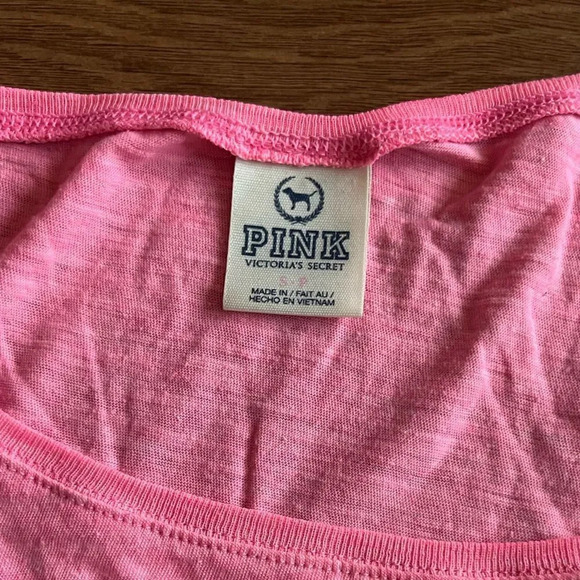 PINK
VICTORIA'S SECRET
S·P
MADE IN / FAIT AU /
HECHO EN VIETNAM